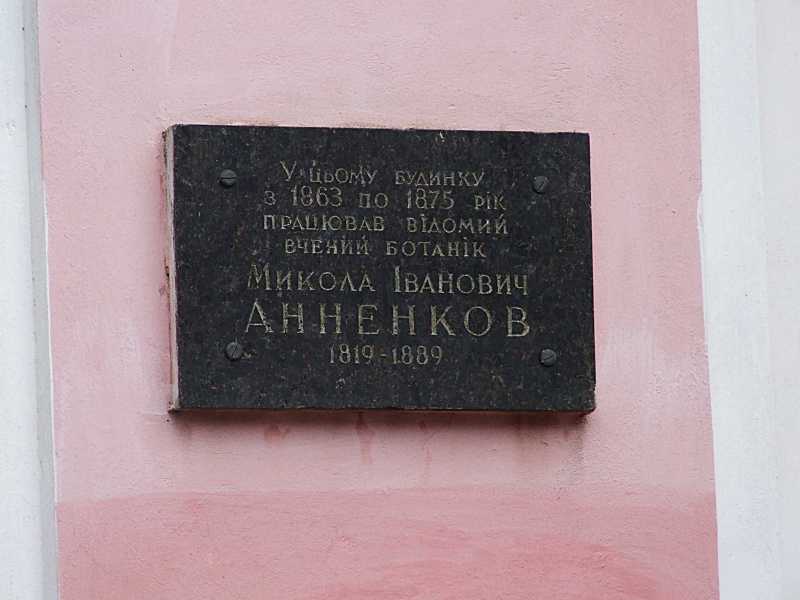 У цьому будинку
з 1863 по 1875 рік
працював відомий
вчений ботанік
Микола Іванович
Анненков
1819-1889